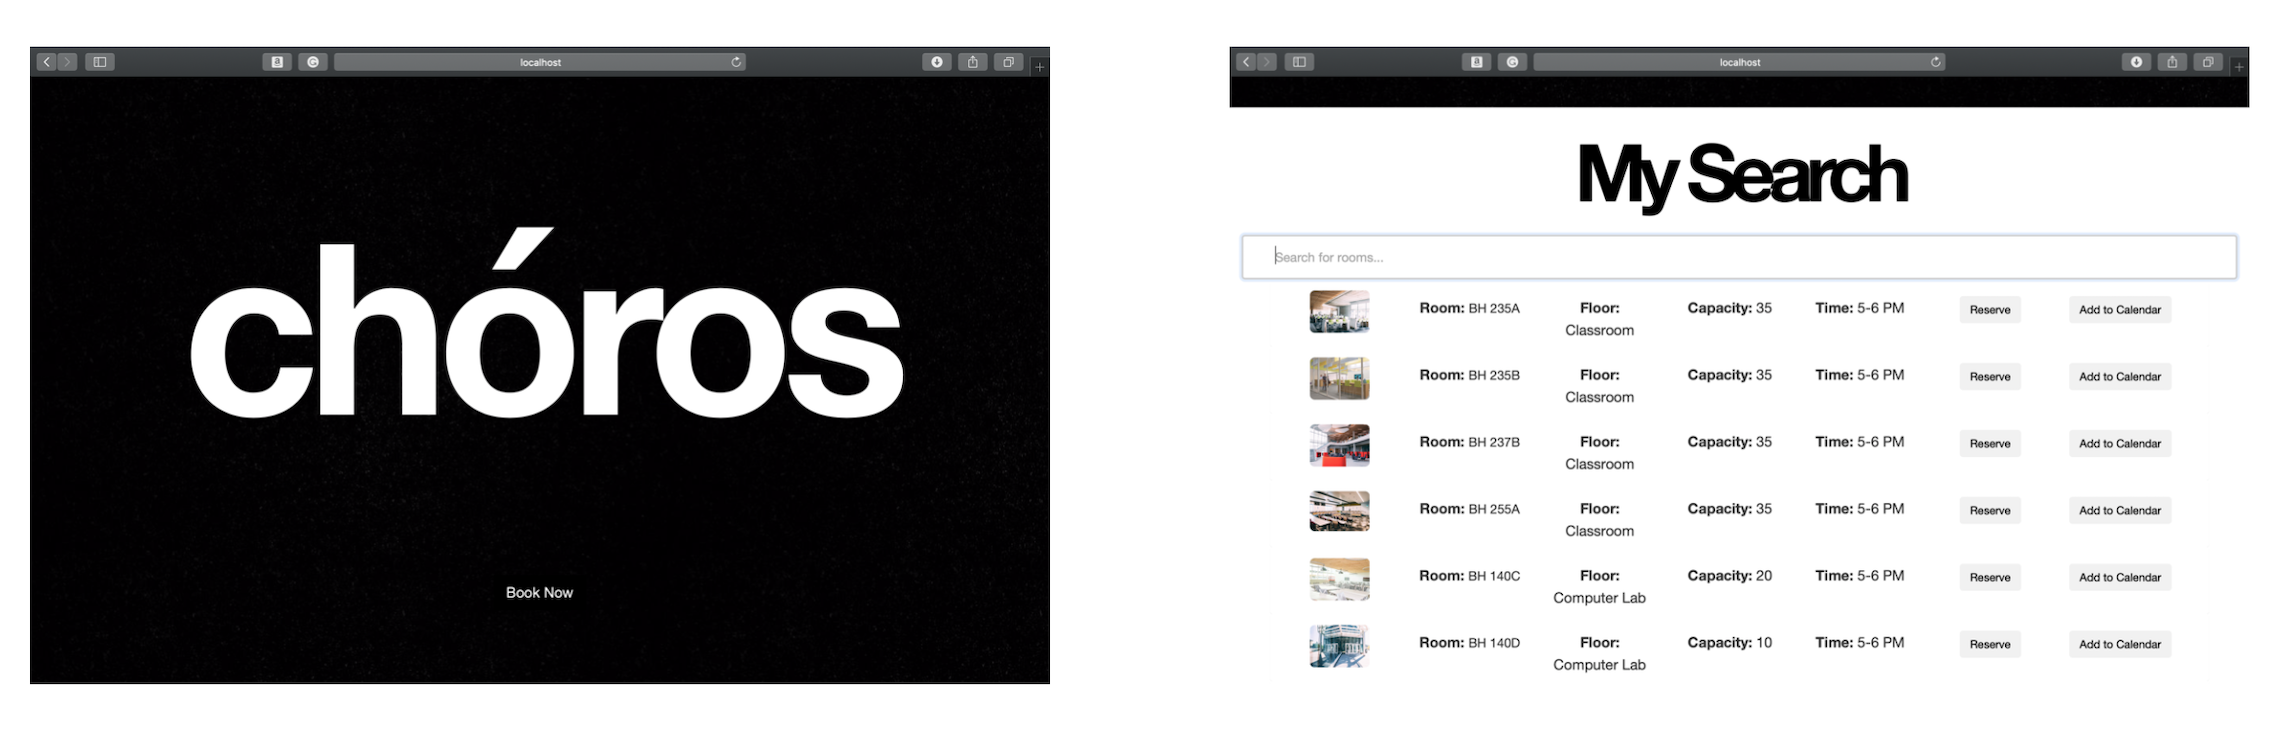 localhost
chóros
Book Now
localhost
My Search
Search for rooms...
Room: BH 235A Floor: Capacity: 35 Time: 5-6 PM Reserve Add to Calendar
Classroom
Room: BH 235B Floor: Capacity: 35 Time: 5-6 PM Reserve Add to Calendar
Classroom
Room: BH 237B Floor: Capacity: 35 Time: 5-6 PM Reserve Add to Calendar
Classroom
Room: BH 255A Floor: Capacity: 35 Time: 5-6 PM Reserve Add to Calendar
Classroom
Room: BH 140C Floor: Capacity: 20 Time: 5-6 PM Reserve Add to Calendar
Computer Lab
Room: BH 140D Floor: Capacity: 10 Time: 5-6 PM Reserve Add to Calendar
Computer Lab